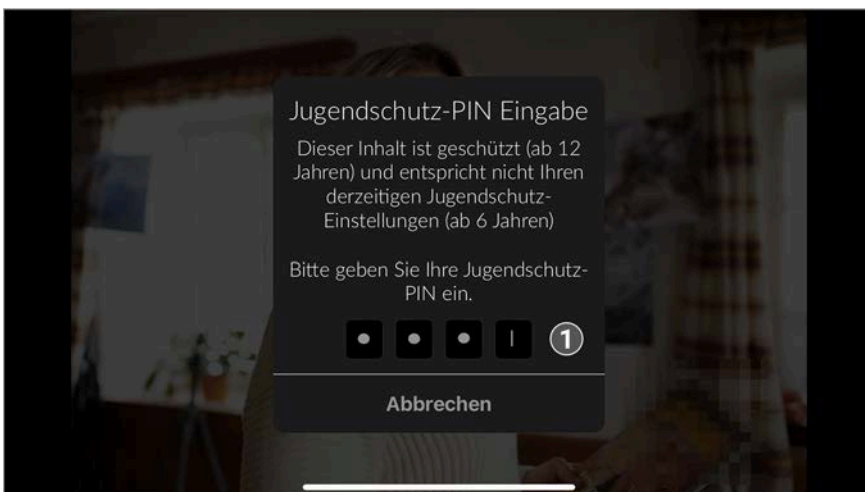 Jugendschutz-PIN Eingabe
Dieser Inhalt ist geschützt (ab 12
Jahren) und entspricht nicht Ihren
derzeitigen Jugendschutz-
Einstellungen (ab 6 Jahren)
Bitte geben Sie Ihre Jugendschutz-
PIN ein.
1
Abbrechen